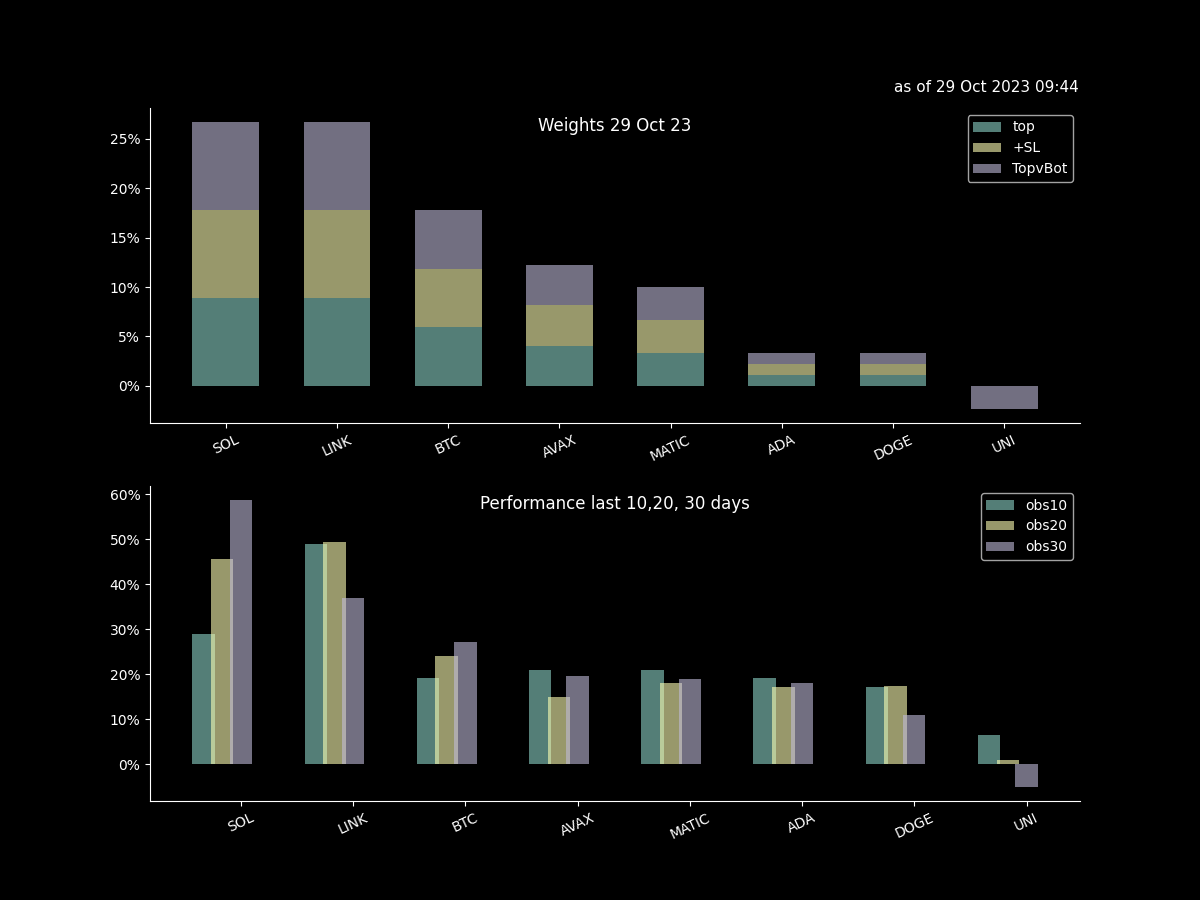 as of 29 Oct 2023 09:44
Weights 29 Oct 23
top
+SL
TopvBot
25%
20%
15%
10%
5%
0%
SOL LINK BTC AVAX MATIC ADA DOGE UNI
Performance last 10,20, 30 days
obs10
obs20
obs30
60%
50%
40%
30%
20%
10%
0%
SOL LINK BTC AVAX MATIC ADA DOGE UNI